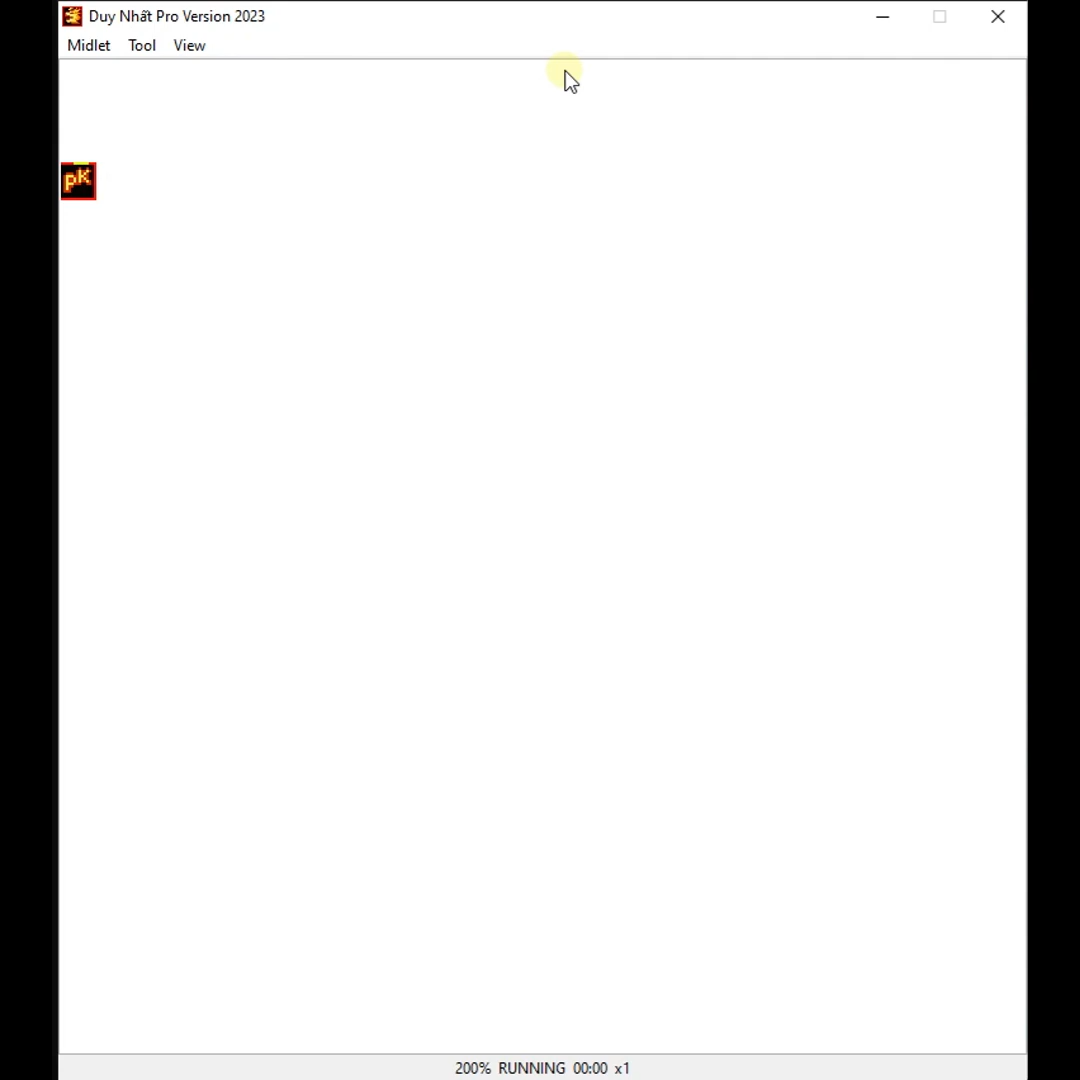 Duy Nhất Pro Version 2023
Midlet Tool View
pK
200% RUNNING 00:00 x1